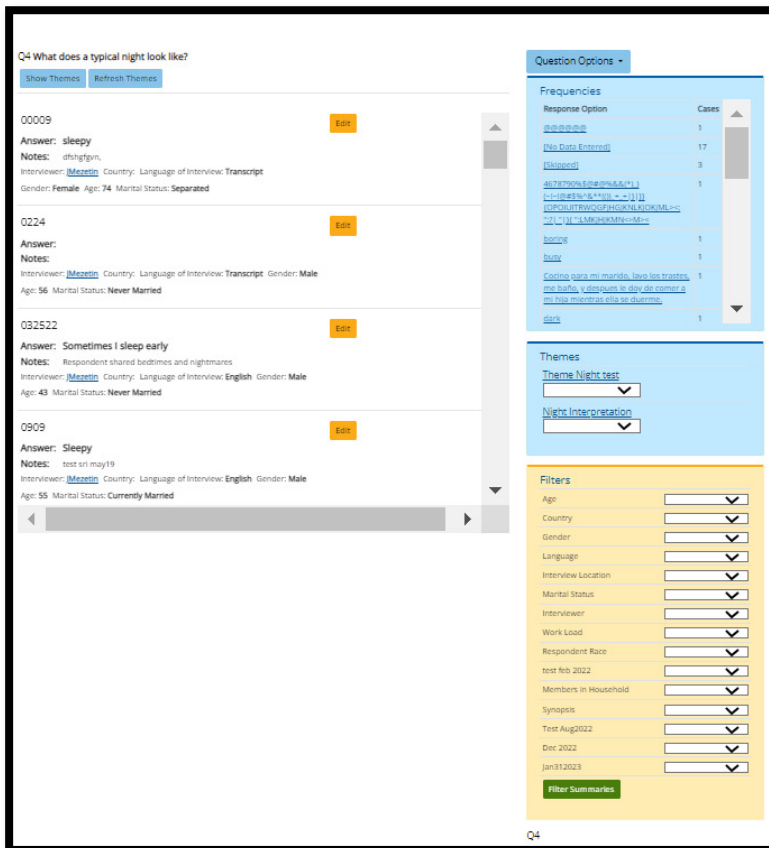 Q4 What does a typical night look like?
Show Themes Refresh Themes
00009 Edit
Answer: sleepy
Notes: dfshgfgvn,
Interviewer: JMezetin Country: Language of Interview: Transcript
Gender: Female Age: 74 Marital Status: Separated
0224 Edit
Answer:
Notes:
Interviewer: JMezetin Country: Language of Interview: Transcript Gender: Male
Age: 56 Marital Status: Never Married
032522 Edit
Answer: Sometimes I sleep early
Notes: Respondent shared bedtimes and nightmares
Interviewer: JMezetin Country: Language of Interview: English Gender: Male
Age: 43 Marital Status: Never Married
0909 Edit
Answer: Sleepy
Notes: test sri may19
Interviewer: JMezetin Country: Language of Interview: English Gender: Male
Age: 55 Marital Status: Currently Married
Question Options
Frequencies
Response Option Cases
@@@@@@ 1
[No Data Entered] 17
[Skipped] 3
1
boring 1
busy 1
Cocino para mi marido, lavo los trastes, 1
me baño, y despues le doy de comer a
mi hija mientras ella se duerme.
dark 1
Themes
Theme Night test
Night Interpretation
Filters
Age
Country
Gender
Language
Interview Location
Marital Status
Interviewer
Work Load
Respondent Race
test feb 2022
Members in Household
Synopsis
Test Aug2022
Dec 2022
Jan312023
Filter Summaries
Q4